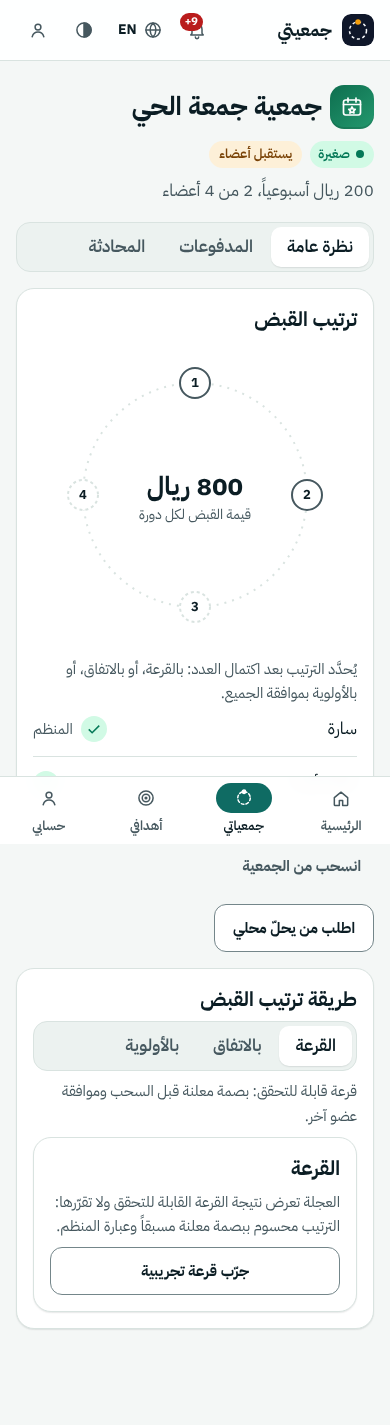 جمعيتي
+9
EN
جمعية جمعة الحي
صغيرة
يستقبل أعضاء
200 ريال أسبوعياً، 2 من 4 أعضاء
نظرة عامة
المدفوعات
المحادثة
ترتيب القبض
1
2
3
4
800 ريال
قيمة القبض لكل دورة
يُحدَّد الترتيب بعد اكتمال العدد: بالقرعة، أو بالاتفاق، أو
بالأولوية بموافقة الجميع.
سارة
المنظم
الرئيسية
جمعياتي
أهدافي
حسابي
انسحب من الجمعية
اطلب من يحلّ محلي
طريقة ترتيب القبض
القرعة
بالاتفاق
بالأولوية
قرعة قابلة للتحقق: بصمة معلنة قبل السحب وموافقة
عضو آخر.
القرعة
العجلة تعرض نتيجة القرعة القابلة للتحقق ولا تقرّرها:
الترتيب محسوم ببصمة معلنة مسبقاً وعبارة المنظم.
جرّب قرعة تجريبية